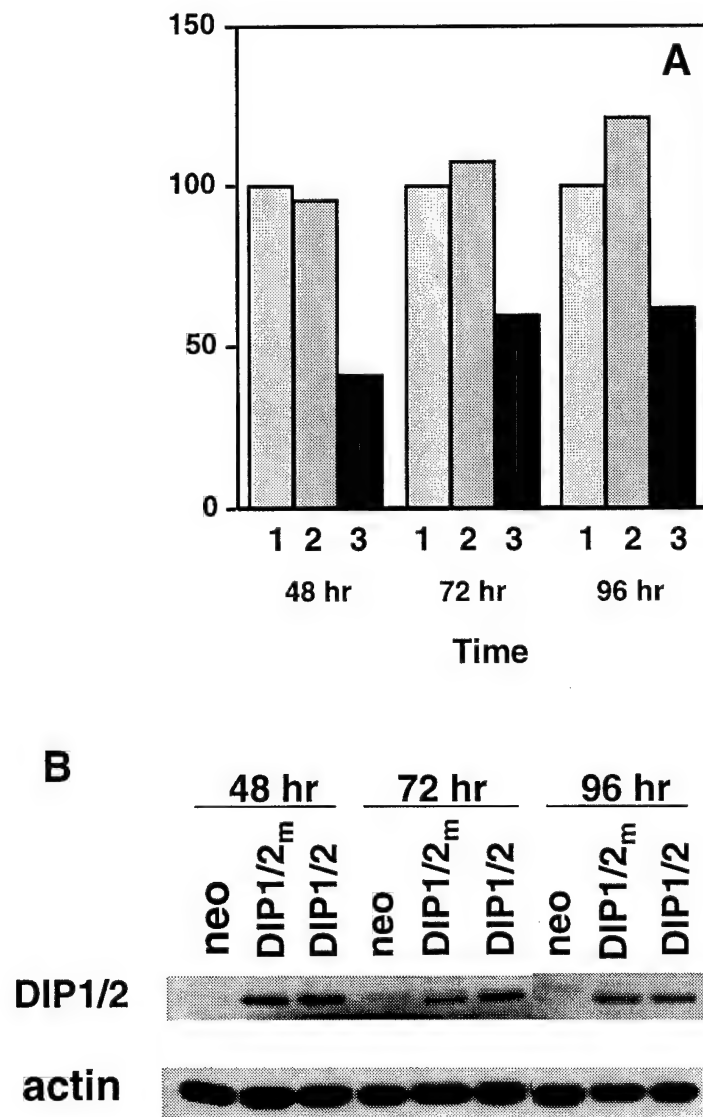 150
A
100
50
0
1 2 3 1 2 3 1 2 3
48 hr 72 hr 96 hr
Time
B
48 hr 72 hr 96 hr
neo DIP1/2m DIP1/2 neo DIP1/2m DIP1/2 neo DIP1/2m DIP1/2
DIP1/2
actin